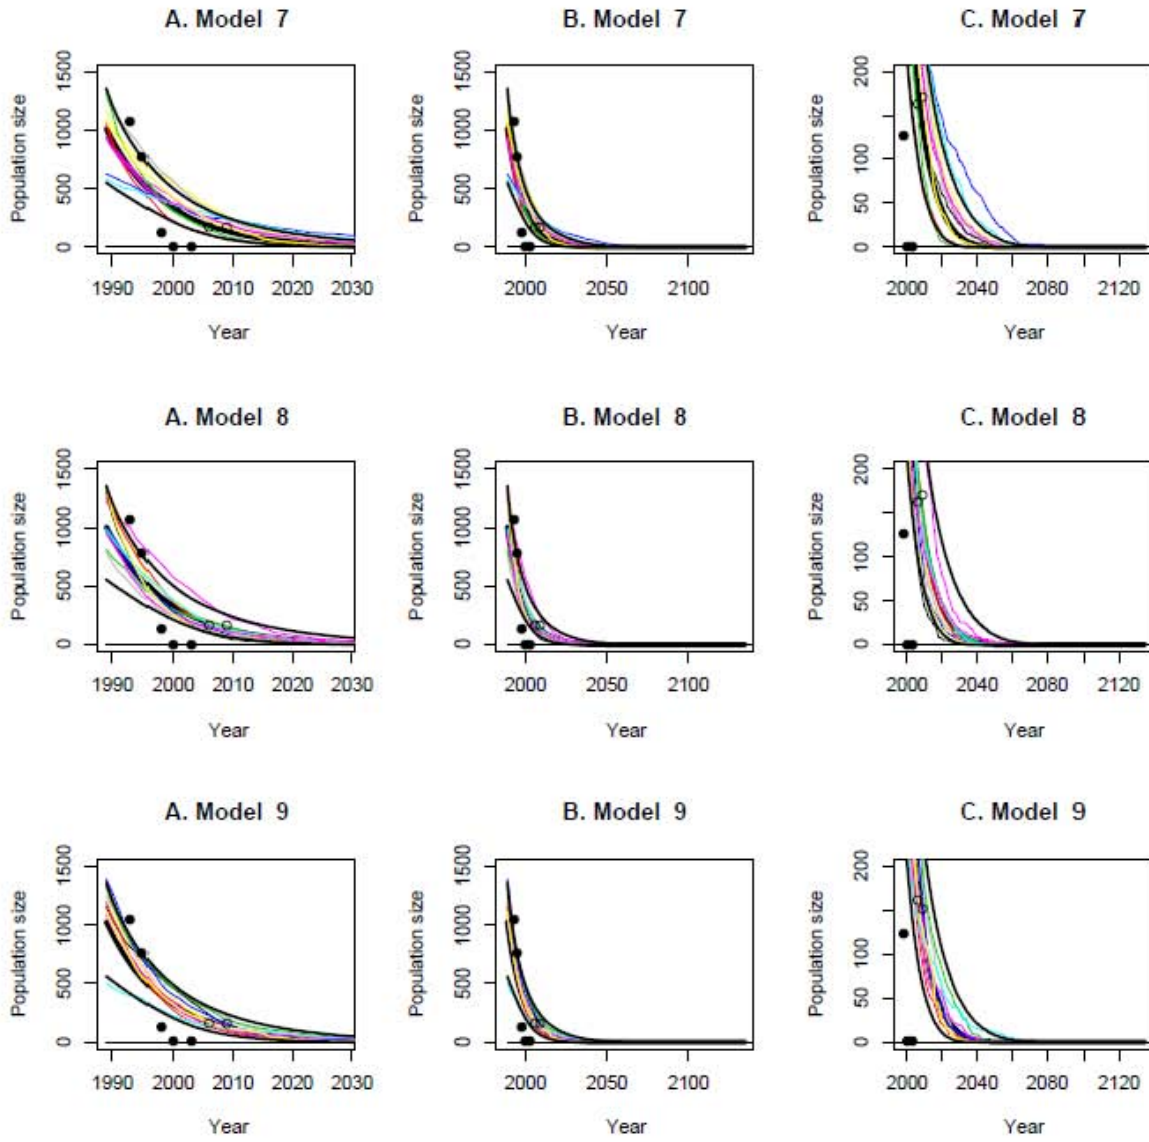 A. Model 7
B. Model 7
C. Model 7
Population size
1500
1000
500
0
1990 2000 2010 2020 2030
Year
Population size
1500
1000
500
0
2000 2050 2100
Year
Population size
200
100
50
0
2000 2040 2080 2120
Year
A. Model 8
B. Model 8
C. Model 8
Population size
1500
1000
500
0
1990 2000 2010 2020 2030
Year
Population size
1500
1000
500
0
2000 2050 2100
Year
Population size
200
100
50
0
2000 2040 2080 2120
Year
A. Model 9
B. Model 9
C. Model 9
Population size
1500
1000
500
0
1990 2000 2010 2020 2030
Year
Population size
1500
1000
500
0
2000 2050 2100
Year
Population size
200
100
50
0
2000 2040 2080 2120
Year